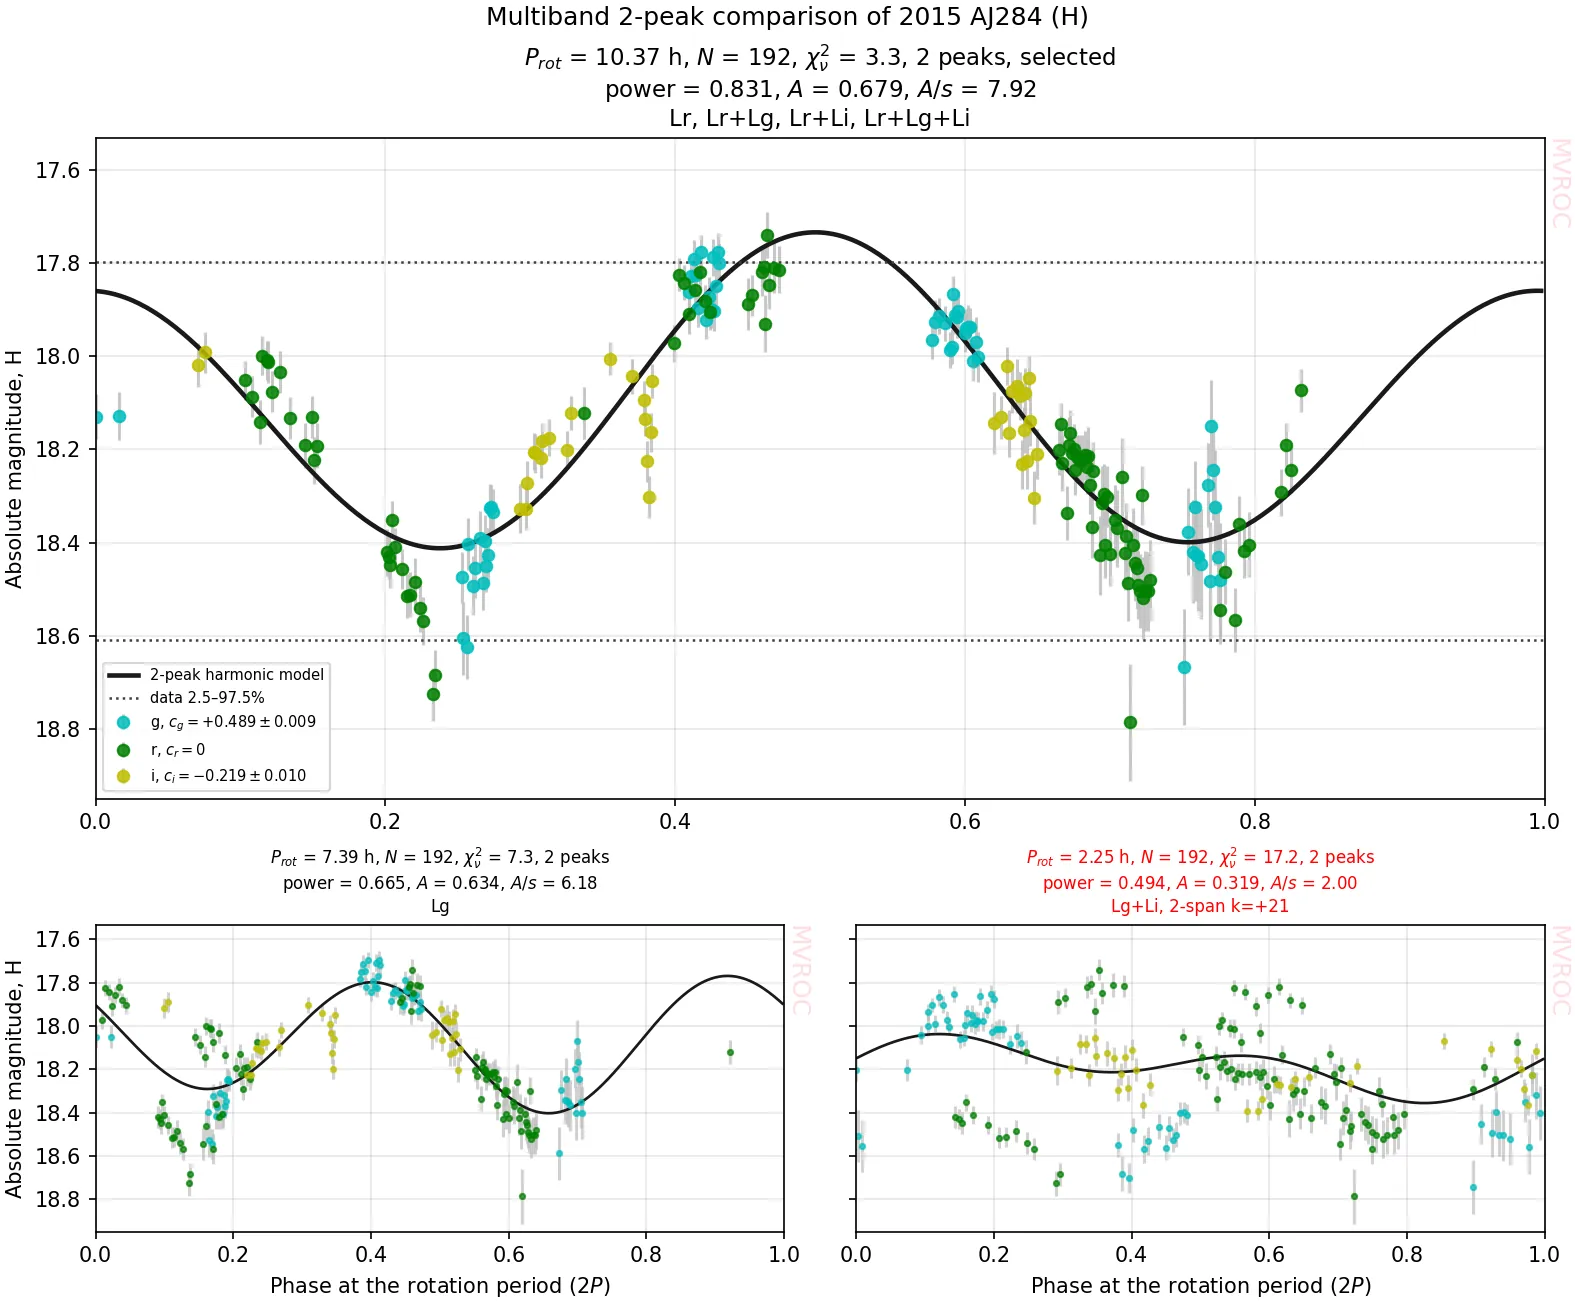 Multiband 2-peak comparison of 2015 AJ284 (H)
P_rot = 10.37 h, N = 192, χ²_ν = 3.3, 2 peaks, selected
power = 0.831, A = 0.679, A/s = 7.92
Lr, Lr+Lg, Lr+Li, Lr+Lg+Li
MVROC
Absolute magnitude, H
17.6
17.8
18.0
18.2
18.4
18.6
18.8
2-peak harmonic model
data 2.5–97.5%
g, c_g = +0.489 ± 0.009
r, c_r = 0
i, c_i = −0.219 ± 0.010
0.0 0.2 0.4 0.6 0.8 1.0
P_rot = 7.39 h, N = 192, χ²_ν = 7.3, 2 peaks
power = 0.665, A = 0.634, A/s = 6.18
Lg
MVROC
Absolute magnitude, H
17.6
17.8
18.0
18.2
18.4
18.6
18.8
0.0 0.2 0.4 0.6 0.8 1.0
Phase at the rotation period (2P)
P_rot = 2.25 h, N = 192, χ²_ν = 17.2, 2 peaks
power = 0.494, A = 0.319, A/s = 2.00
Lg+Li, 2-span k=+21
MVROC
0.0 0.2 0.4 0.6 0.8 1.0
Phase at the rotation period (2P)